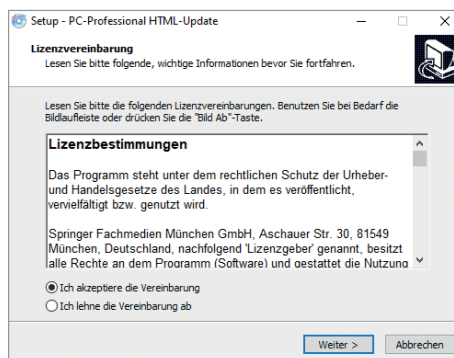 Setup - PC-Professional HTML-Update
Lizenzvereinbarung
Lesen Sie bitte folgende, wichtige Informationen bevor Sie fortfahren.
Lesen Sie bitte die folgenden Lizenzvereinbarungen. Benutzen Sie bei Bedarf die
Bildlaufleiste oder drücken Sie die "Bild Ab"-Taste.
Lizenzbestimmungen
Das Programm steht unter dem rechtlichen Schutz der Urheber-
und Handelsgesetze des Landes, in dem es veröffentlicht,
vervielfältigt bzw. genutzt wird.
Springer Fachmedien München GmbH, Aschauer Str. 30, 81549
München, Deutschland, nachfolgend 'Lizenzgeber' genannt, besitzt
alle Rechte an dem Programm (Software) und gestattet die Nutzung
Ich akzeptiere die Vereinbarung
Ich lehne die Vereinbarung ab
Weiter >
Abbrechen